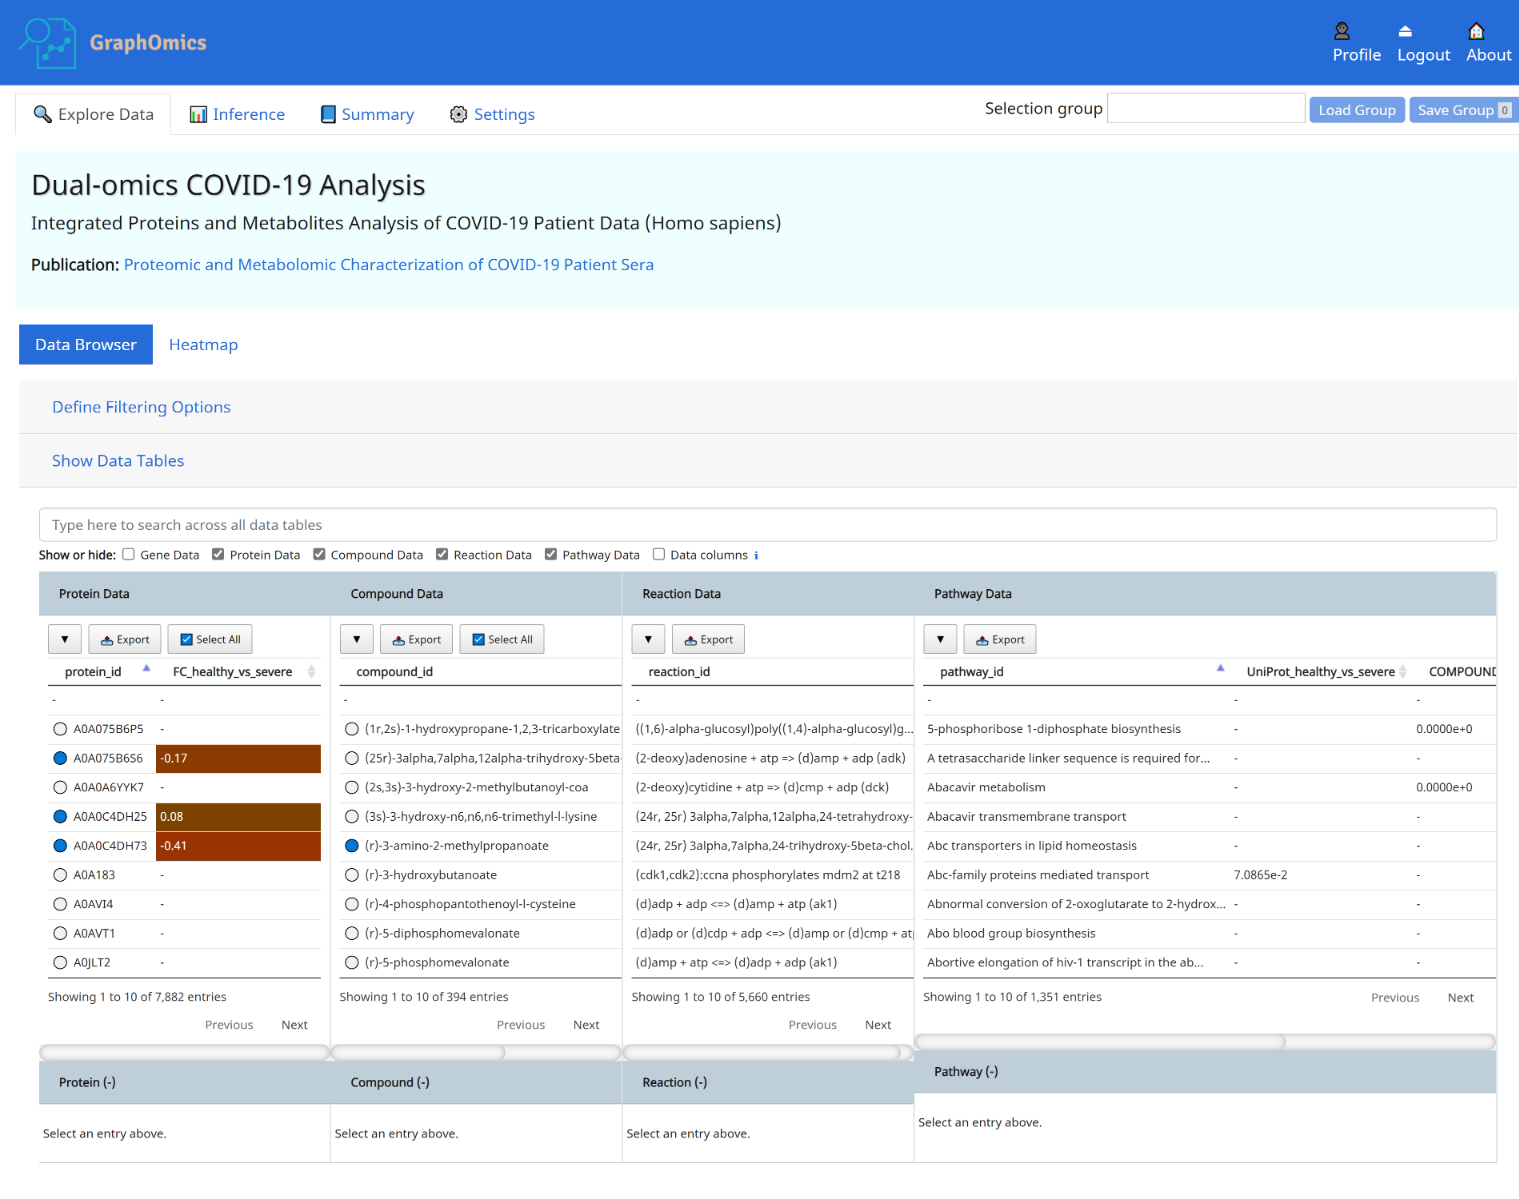 GraphOmics
Profile Logout About
Explore Data Inference Summary Settings Selection group Load Group Save Group 0
Dual-omics COVID-19 Analysis
Integrated Proteins and Metabolites Analysis of COVID-19 Patient Data (Homo sapiens)
Publication: Proteomic and Metabolomic Characterization of COVID-19 Patient Sera
Data Browser Heatmap
Define Filtering Options
Show Data Tables
Type here to search across all data tables
Show or hide: Gene Data Protein Data Compound Data Reaction Data Pathway Data Data columns i
Protein Data Compound Data Reaction Data Pathway Data
▼ Export Select All ▼ Export Select All ▼ Export ▼ Export
protein_id FC_healthy_vs_severe compound_id reaction_id pathway_id UniProt_healthy_vs_severe COMPOUND
- - - - - - -
A0A075B6P5 - (1r,2s)-1-hydroxypropane-1,2,3-tricarboxylate ((1,6)-alpha-glucosyl)poly((1,4)-alpha-glucosyl)g... 5-phosphoribose 1-diphosphate biosynthesis - 0.0000e+0
A0A075B6S6 -0.17 (25r)-3alpha,7alpha,12alpha-trihydroxy-5beta- (2-deoxy)adenosine + atp => (d)amp + adp (adk) A tetrasaccharide linker sequence is required for... - -
A0A0A6YYK7 - (2s,3s)-3-hydroxy-2-methylbutanoyl-coa (2-deoxy)cytidine + atp => (d)cmp + adp (dck) Abacavir metabolism - 0.0000e+0
A0A0C4DH25 0.08 (3s)-3-hydroxy-n6,n6,n6-trimethyl-l-lysine (24r, 25r) 3alpha,7alpha,12alpha,24-tetrahydroxy- Abacavir transmembrane transport - -
A0A0C4DH73 -0.41 (r)-3-amino-2-methylpropanoate (24r, 25r) 3alpha,7alpha,24-trihydroxy-5beta-chol. Abc transporters in lipid homeostasis - -
A0A183 - (r)-3-hydroxybutanoate (cdk1,cdk2):ccna phosphorylates mdm2 at t218 Abc-family proteins mediated transport 7.0865e-2 -
A0AVI4 - (r)-4-phosphopantothenoyl-l-cysteine (d)adp + adp <=> (d)amp + atp (ak1) Abnormal conversion of 2-oxoglutarate to 2-hydrox... - -
A0AVT1 - (r)-5-diphosphomevalonate (d)adp or (d)cdp + adp <=> (d)amp or (d)cmp + at Abo blood group biosynthesis - -
A0JLT2 - (r)-5-phosphomevalonate (d)amp + atp <=> (d)adp + adp (ak1) Abortive elongation of hiv-1 transcript in the ab... - -
Showing 1 to 10 of 7,882 entries Showing 1 to 10 of 394 entries Showing 1 to 10 of 5,660 entries Showing 1 to 10 of 1,351 entries Previous Next
Previous Next Previous Next Previous Next
Protein (-) Compound (-) Reaction (-) Pathway (-)
Select an entry above. Select an entry above. Select an entry above. Select an entry above.